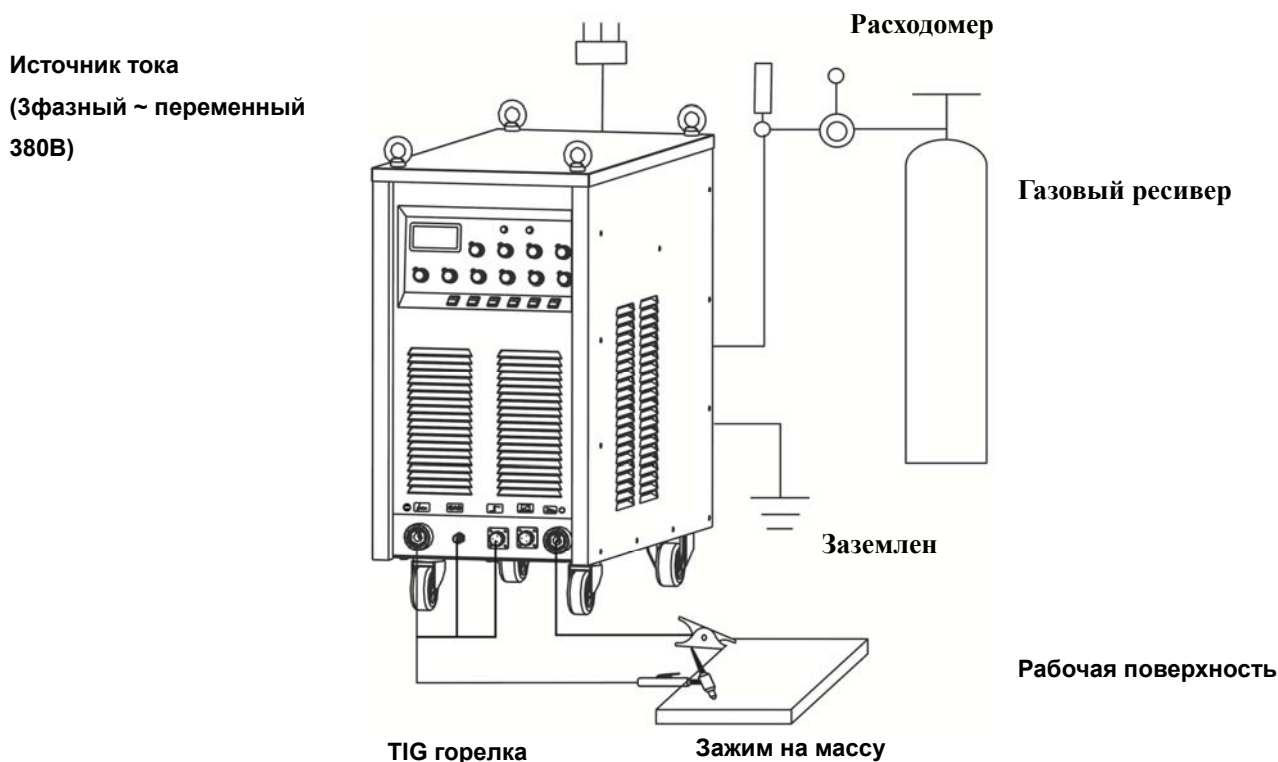 Расходомер
Источник тока
(3фазный ~ переменный
380В)
Газовый ресивер
Заземлен
Рабочая поверхность
TIG горелка
Зажим на массу